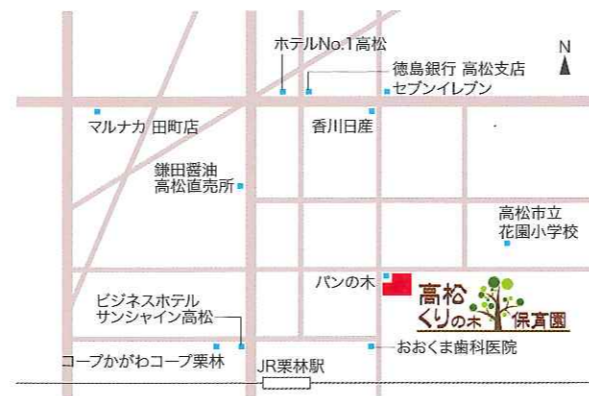 ホテルNo.1高松
N
徳島銀行 高松支店
セブンイレブン
マルナカ 田町店
香川日産
鎌田醤油
高松直売所
高松市立
花園小学校
パンの木
高松
くりの木
保育園
ビジネスホテル
サンシャイン高松
おおくま歯科医院
コープかがわコープ栗林
JR栗林駅